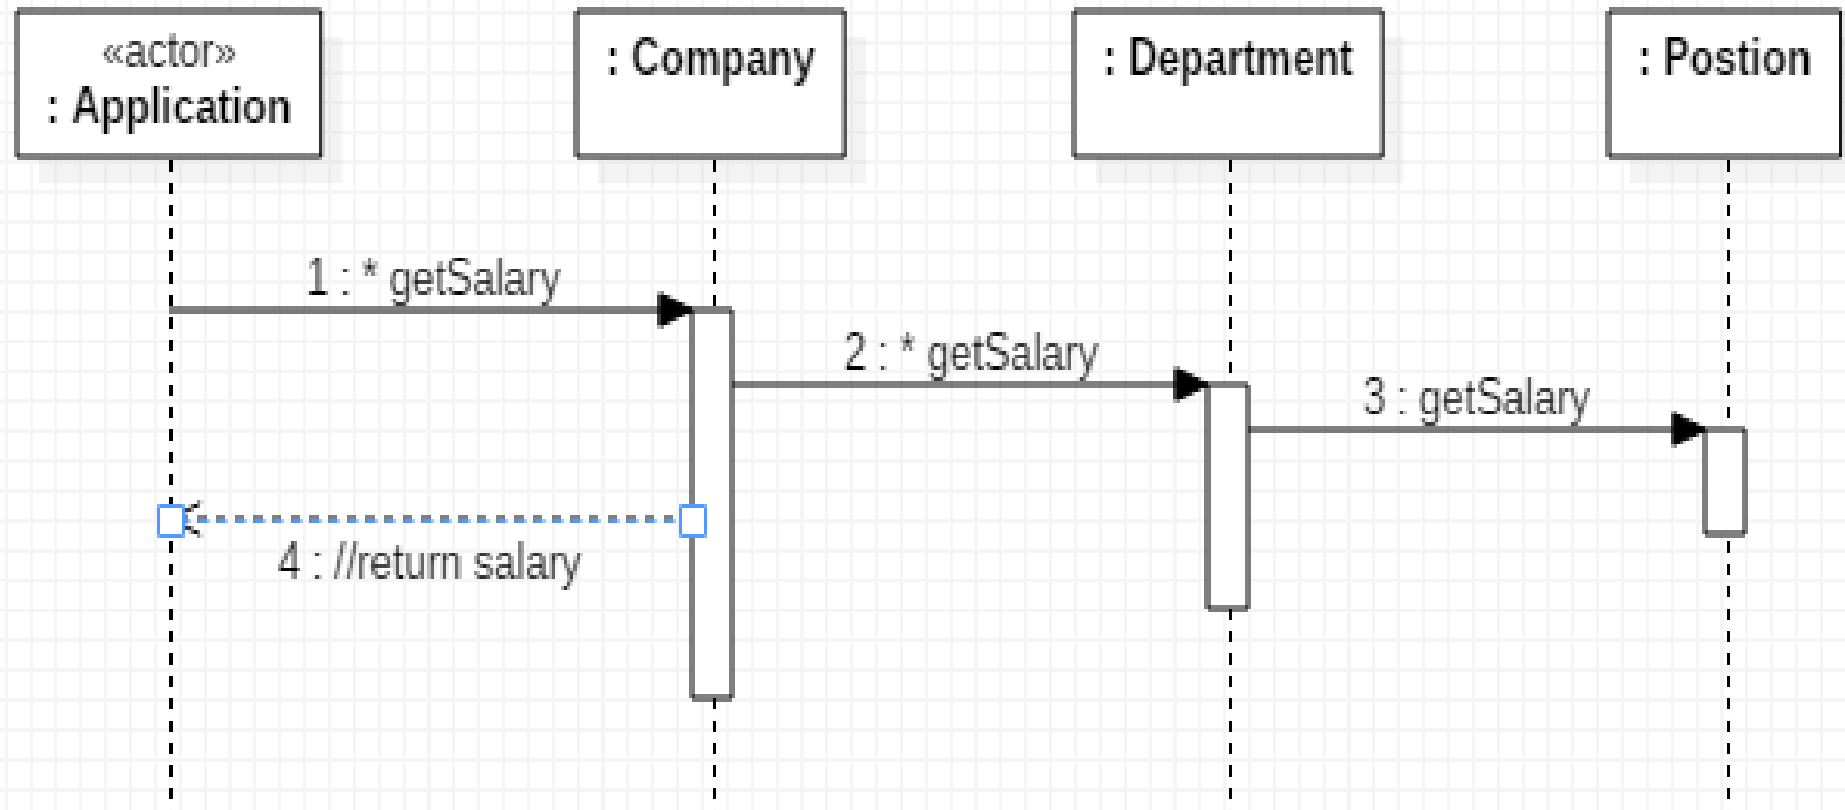 «actor»
: Application
: Company
: Department
: Postion
1 : * getSalary
2 : * getSalary
3 : getSalary
4 : //return salary